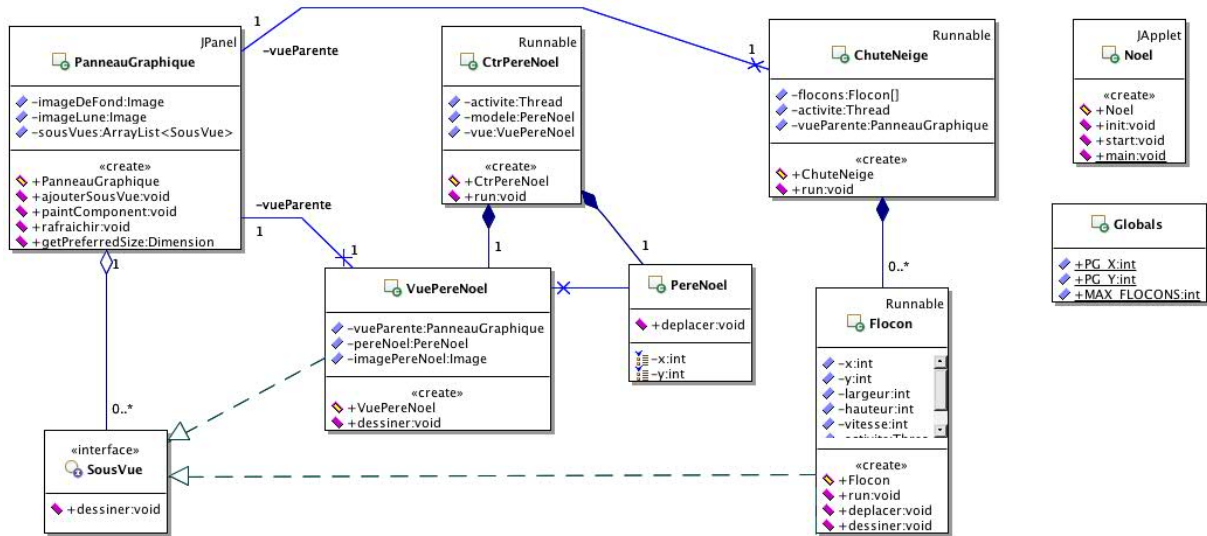 JPanel
PanneauGraphique
-imageDeFond:Image
-imageLune:Image
-sousVues:ArrayList<SousVue>
«create»
+PanneauGraphique
+ajouterSousVue:void
+paintComponent:void
+rafraichir:void
+getPreferredSize:Dimension
1
-vueParente
1
-vueParente
1
1
1
0..*
Runnable
CtrPereNoel
-activite:Thread
-modele:PereNoel
-vue:VuePereNoel
«create»
+CtrPereNoel
+run:void
1
1
Runnable
ChuteNeige
-flocons:Flocon[]
-activite:Thread
-vueParente:PanneauGraphique
«create»
+ChuteNeige
+run:void
0..*
JApplet
Noel
«create»
+Noel
+init:void
+start:void
+main:void
Globals
+PG_X:int
+PG_Y:int
+MAX_FLOCONS:int
VuePereNoel
-vueParente:PanneauGraphique
-pereNoel:PereNoel
-imagePereNoel:Image
«create»
+VuePereNoel
+dessiner:void
PereNoel
+deplacer:void
-x:int
-y:int
Runnable
Flocon
-x:int
-y:int
-largeur:int
-hauteur:int
-vitesse:int
«create»
+Flocon
+run:void
+deplacer:void
+dessiner:void
«interface»
SousVue
+dessiner:void